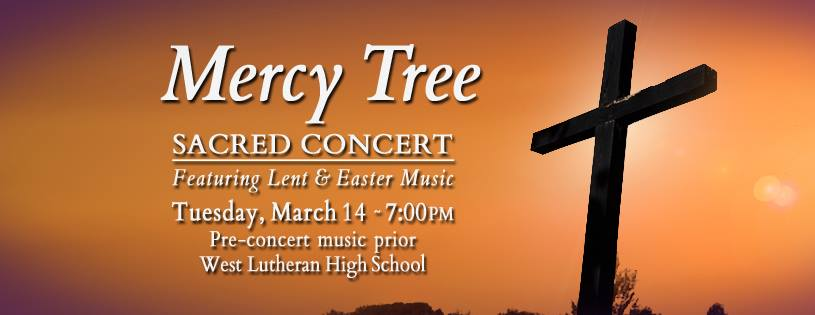 Mercy Tree
SACRED CONCERT
Featuring Lent & Easter Music
Tuesday, March 14 ~ 7:00PM
Pre-concert music prior
West Lutheran High School